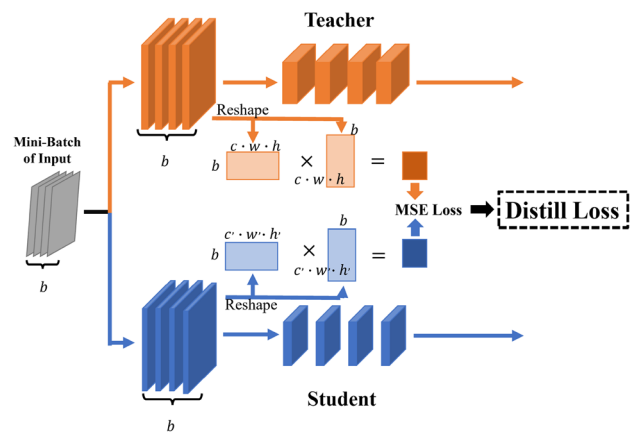 Teacher
Reshape
b
c · w · h
b
b
×
=
c · w · h
Mini-Batch
of Input
b
MSE Loss
Distill Loss
b
c' · w' · h'
b
×
=
c' · w' · h'
b
Reshape
Student
b